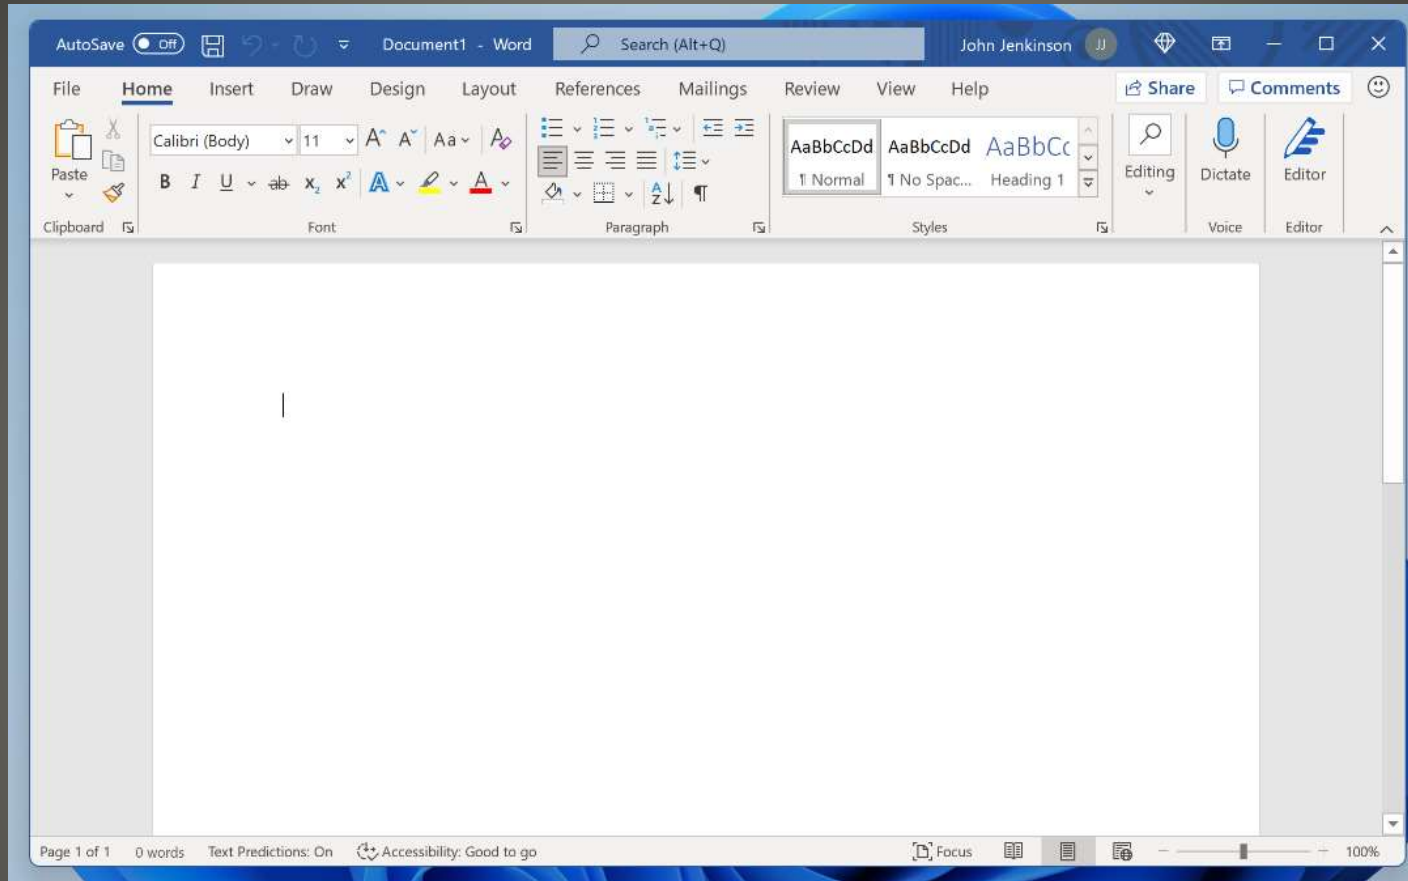 AutoSave Off Document1 - Word Search (Alt+Q) John Jenkinson JJ
File Home Insert Draw Design Layout References Mailings Review View Help Share Comments
Calibri (Body) 11 A A Aa A
Paste
B I U ab x2 x2 A A
A Z ¶
AaBbCcDd AaBbCcDd AaBbCc
¶ Normal ¶ No Spac... Heading 1
Editing Dictate Editor
Clipboard Font Paragraph Styles Voice Editor
Page 1 of 1 0 words Text Predictions: On Accessibility: Good to go Focus 100%